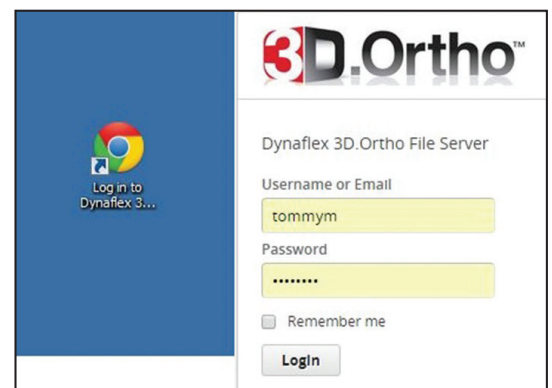 3D.Ortho™
Log in to
Dynaflex 3...
Dynaflex 3D.Ortho File Server
Username or Email
tommym
Password
••••••••
Remember me
Login